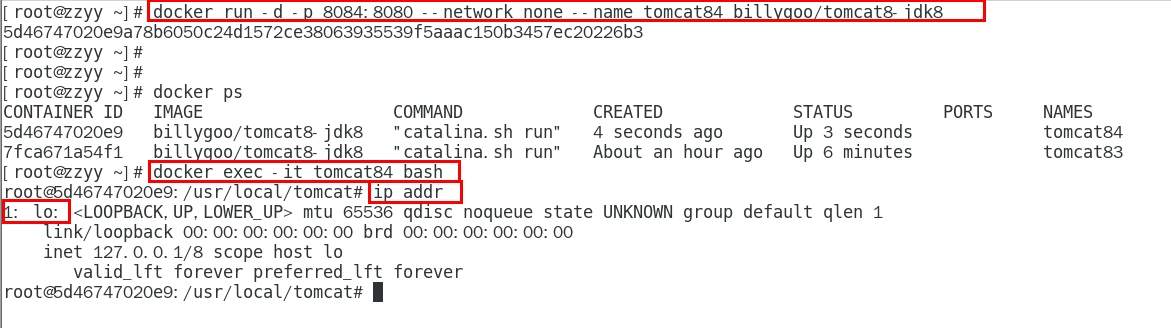 [root@zzyy ~]# docker run -d -p 8084:8080 --network none --name tomcat84 billygoo/tomcat8-jdk8
5d46747020e9a78b6050c24d1572ce38063935539f5aaac150b3457ec20226b3
[root@zzyy ~]#
[root@zzyy ~]#
[root@zzyy ~]# docker ps
CONTAINER ID   IMAGE                   COMMAND             CREATED             STATUS         PORTS     NAMES
5d46747020e9   billygoo/tomcat8-jdk8   "catalina.sh run"   4 seconds ago       Up 3 seconds             tomcat84
7fca671a54f1   billygoo/tomcat8-jdk8   "catalina.sh run"   About an hour ago   Up 6 minutes             tomcat83
[root@zzyy ~]# docker exec -it tomcat84 bash
root@5d46747020e9:/usr/local/tomcat# ip addr
1: lo: <LOOPBACK,UP,LOWER_UP> mtu 65536 qdisc noqueue state UNKNOWN group default qlen 1
    link/loopback 00:00:00:00:00:00 brd 00:00:00:00:00:00
    inet 127.0.0.1/8 scope host lo
       valid_lft forever preferred_lft forever
root@5d46747020e9:/usr/local/tomcat#